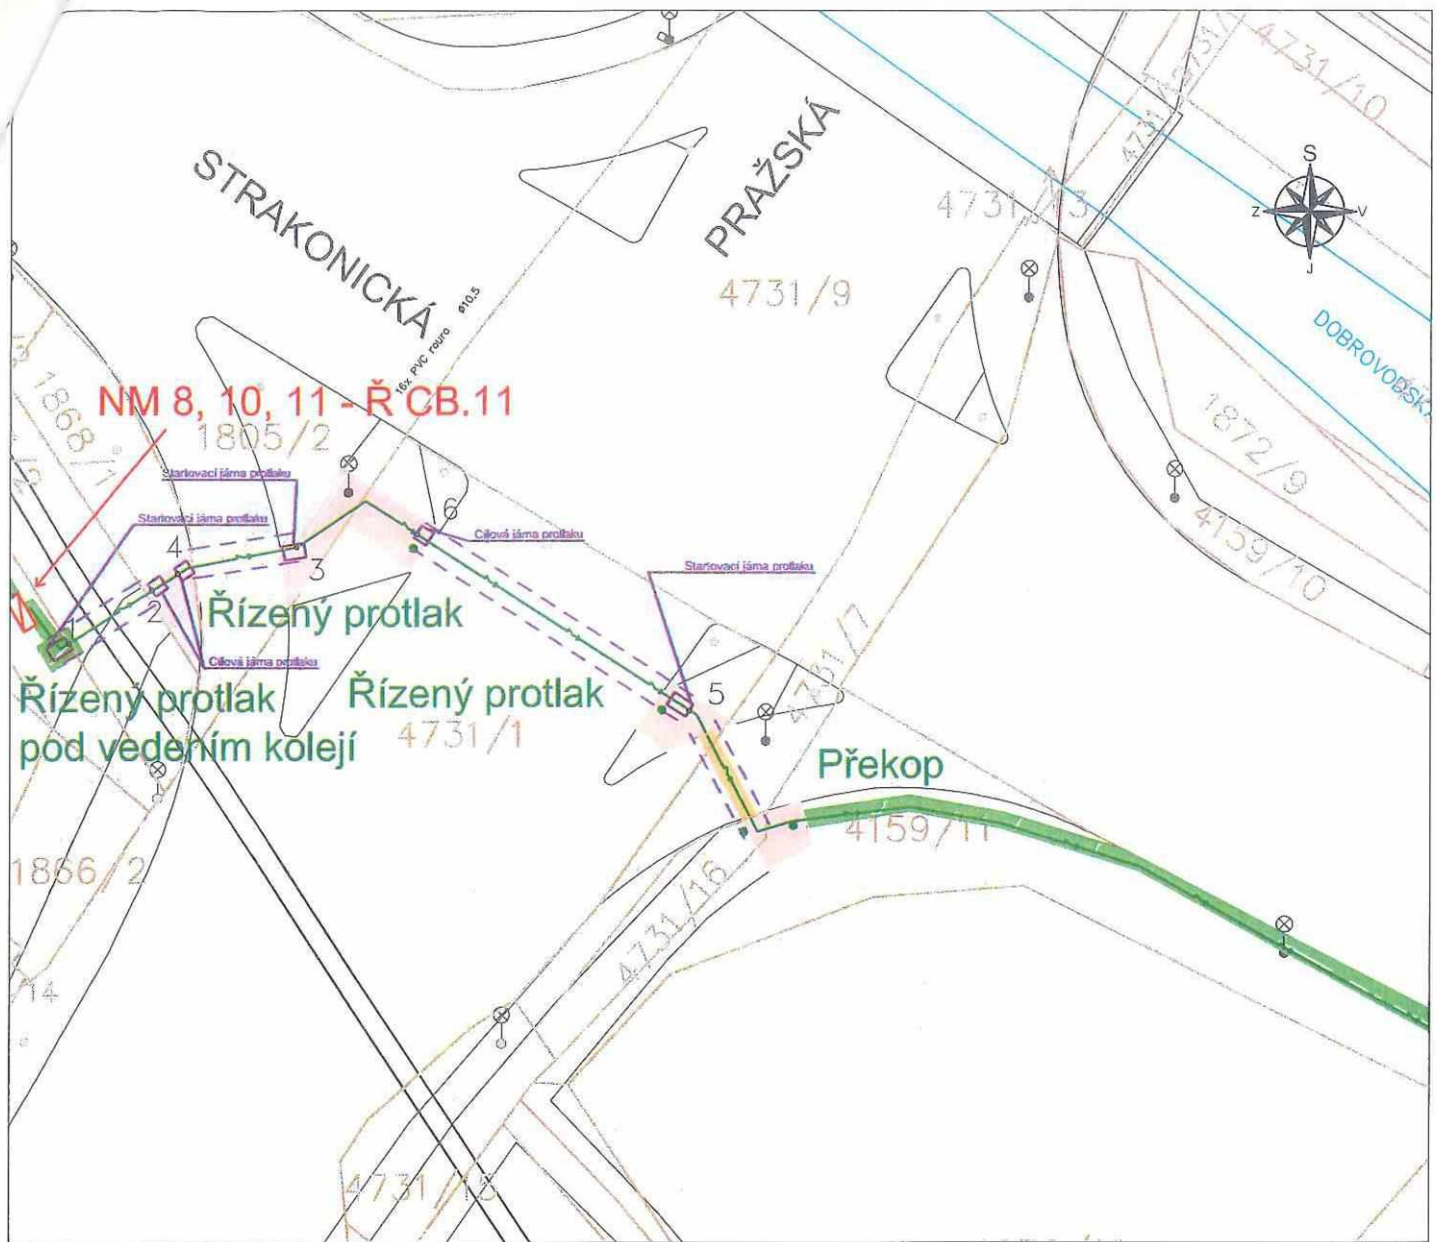 4731/10
4731/13
S
Z
V
J
STRAKONICKÁ
PRAŽSKÁ
4731/9
16x PVC roura ø10.5
DOBROVODSKÁ
NM 8, 10, 11 - Ř CB.11
1868/1
1805/2
1872/9
4159/10
Startovací jáma protlaku
Startovací jáma protlaku
Cílová jáma protlaku
Startovací jáma protlaku
4
6
3
2
5
Řízený protlak
Cílová jáma protlaku
Řízený protlak
pod vedením kolejí
Řízený protlak
4731/1
4731/7
Překop
4159/11
1866/2
4731/16
14
4731/15